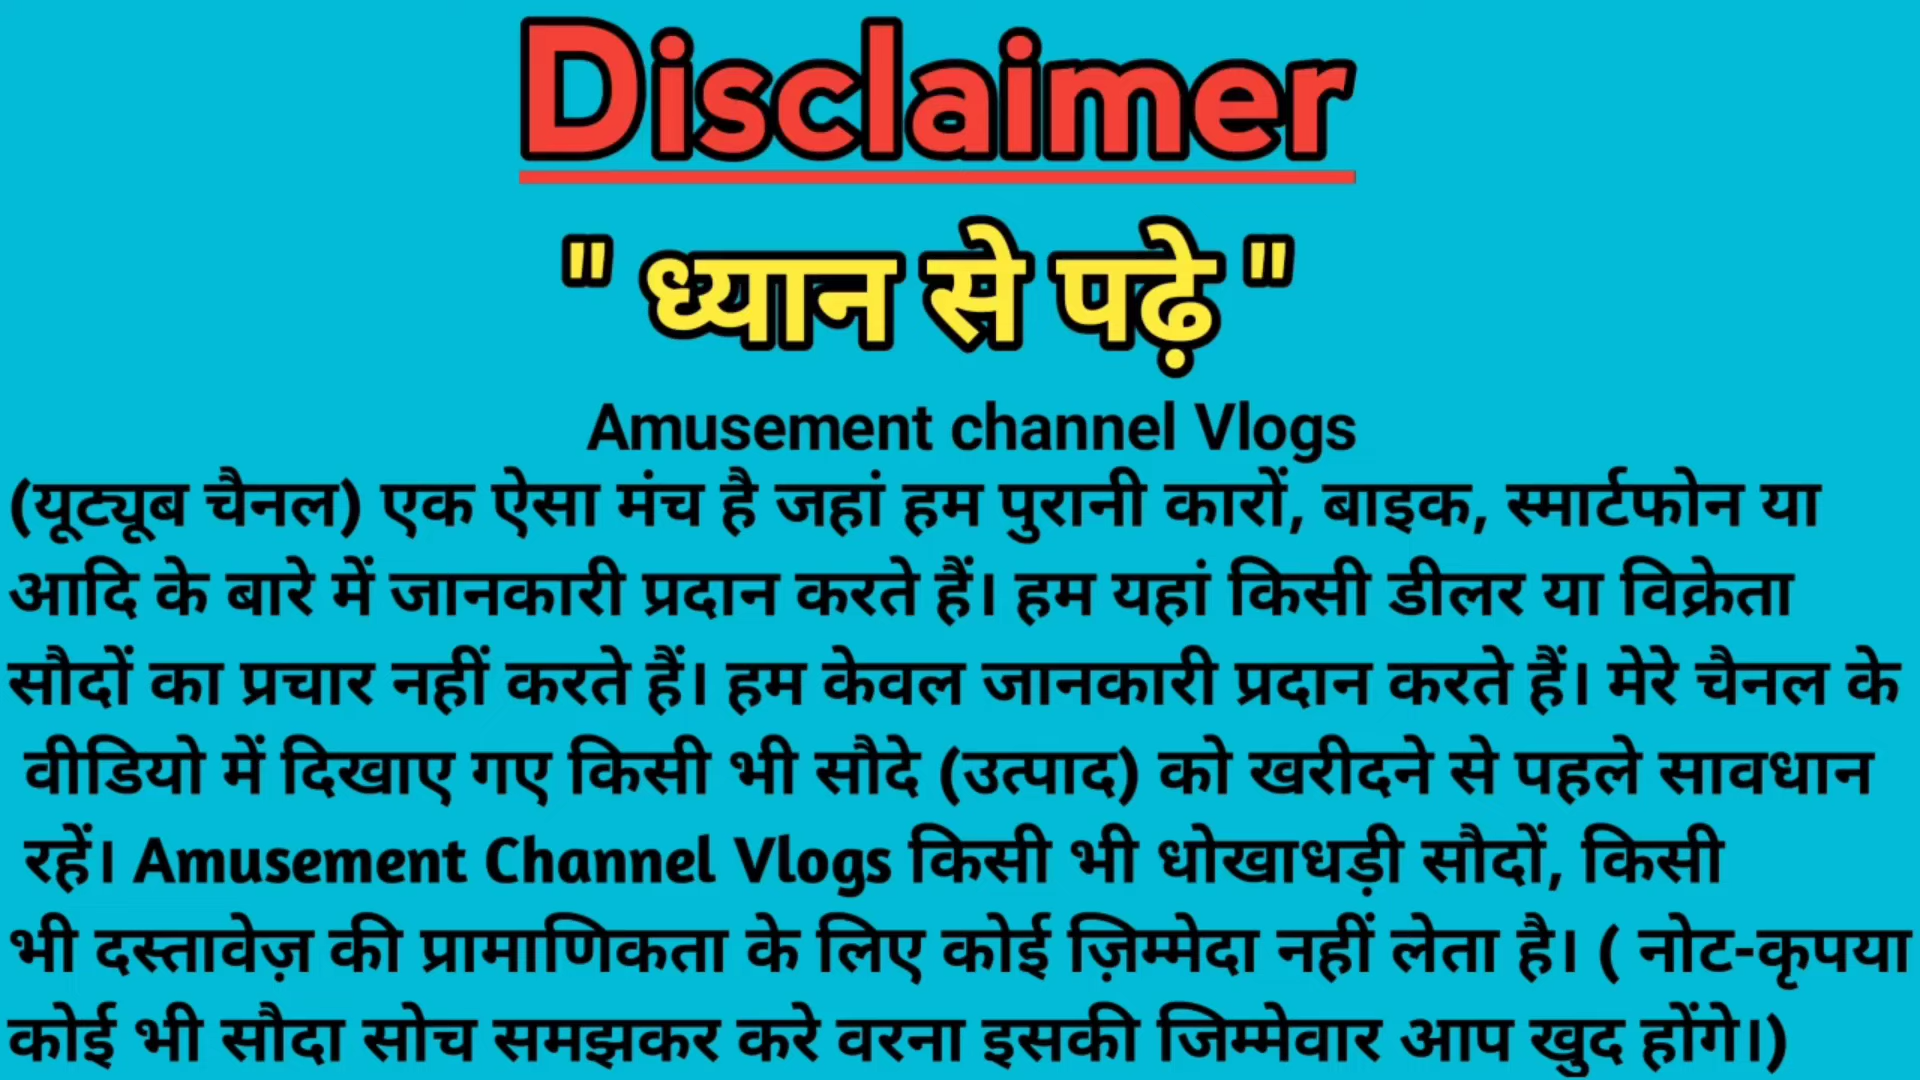 Disclaimer
" ध्यान से पढ़े "
Amusement channel Vlogs
(यूट्यूब चैनल) एक ऐसा मंच है जहां हम पुरानी कारों, बाइक, स्मार्टफोन या
आदि के बारे में जानकारी प्रदान करते हैं। हम यहां किसी डीलर या विक्रेता
सौदों का प्रचार नहीं करते हैं। हम केवल जानकारी प्रदान करते हैं। मेरे चैनल के
वीडियो में दिखाए गए किसी भी सौदे (उत्पाद) को खरीदने से पहले सावधान
रहें। Amusement Channel Vlogs किसी भी धोखाधड़ी सौदों, किसी
भी दस्तावेज़ की प्रामाणिकता के लिए कोई ज़िम्मेदा नहीं लेता है। ( नोट-कृपया
कोई भी सौदा सोच समझकर करे वरना इसकी जिम्मेवार आप खुद होंगे।)